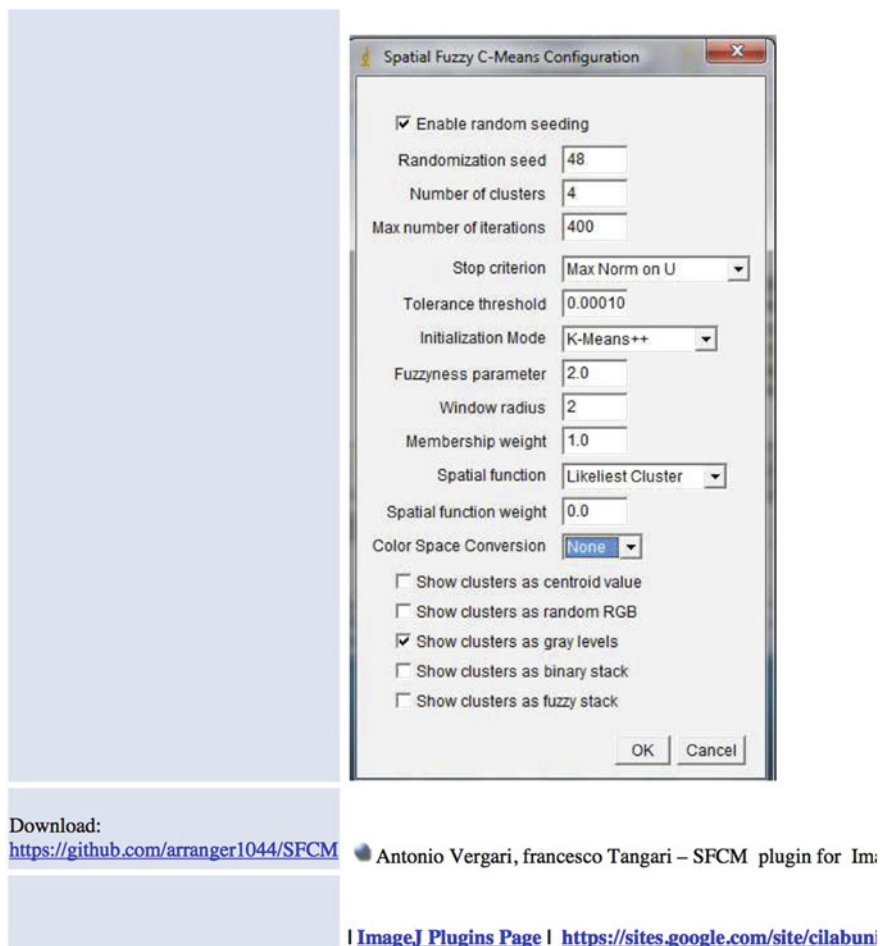 Spatial Fuzzy C-Means Configuration
Enable random seeding
Randomization seed 48
Number of clusters 4
Max number of iterations 400
Stop criterion Max Norm on U
Tolerance threshold 0.00010
Initialization Mode K-Means++
Fuzzyness parameter 2.0
Window radius 2
Membership weight 1.0
Spatial function Likeliest Cluster
Spatial function weight 0.0
Color Space Conversion None
Show clusters as centroid value
Show clusters as random RGB
Show clusters as gray levels
Show clusters as binary stack
Show clusters as fuzzy stack
OK Cancel
Download:
https://github.com/arranger1044/SFCM
Antonio Vergari, francesco Tangari – SFCM plugin for Ima
| ImageJ Plugins Page | https://sites.google.com/site/cilabuni